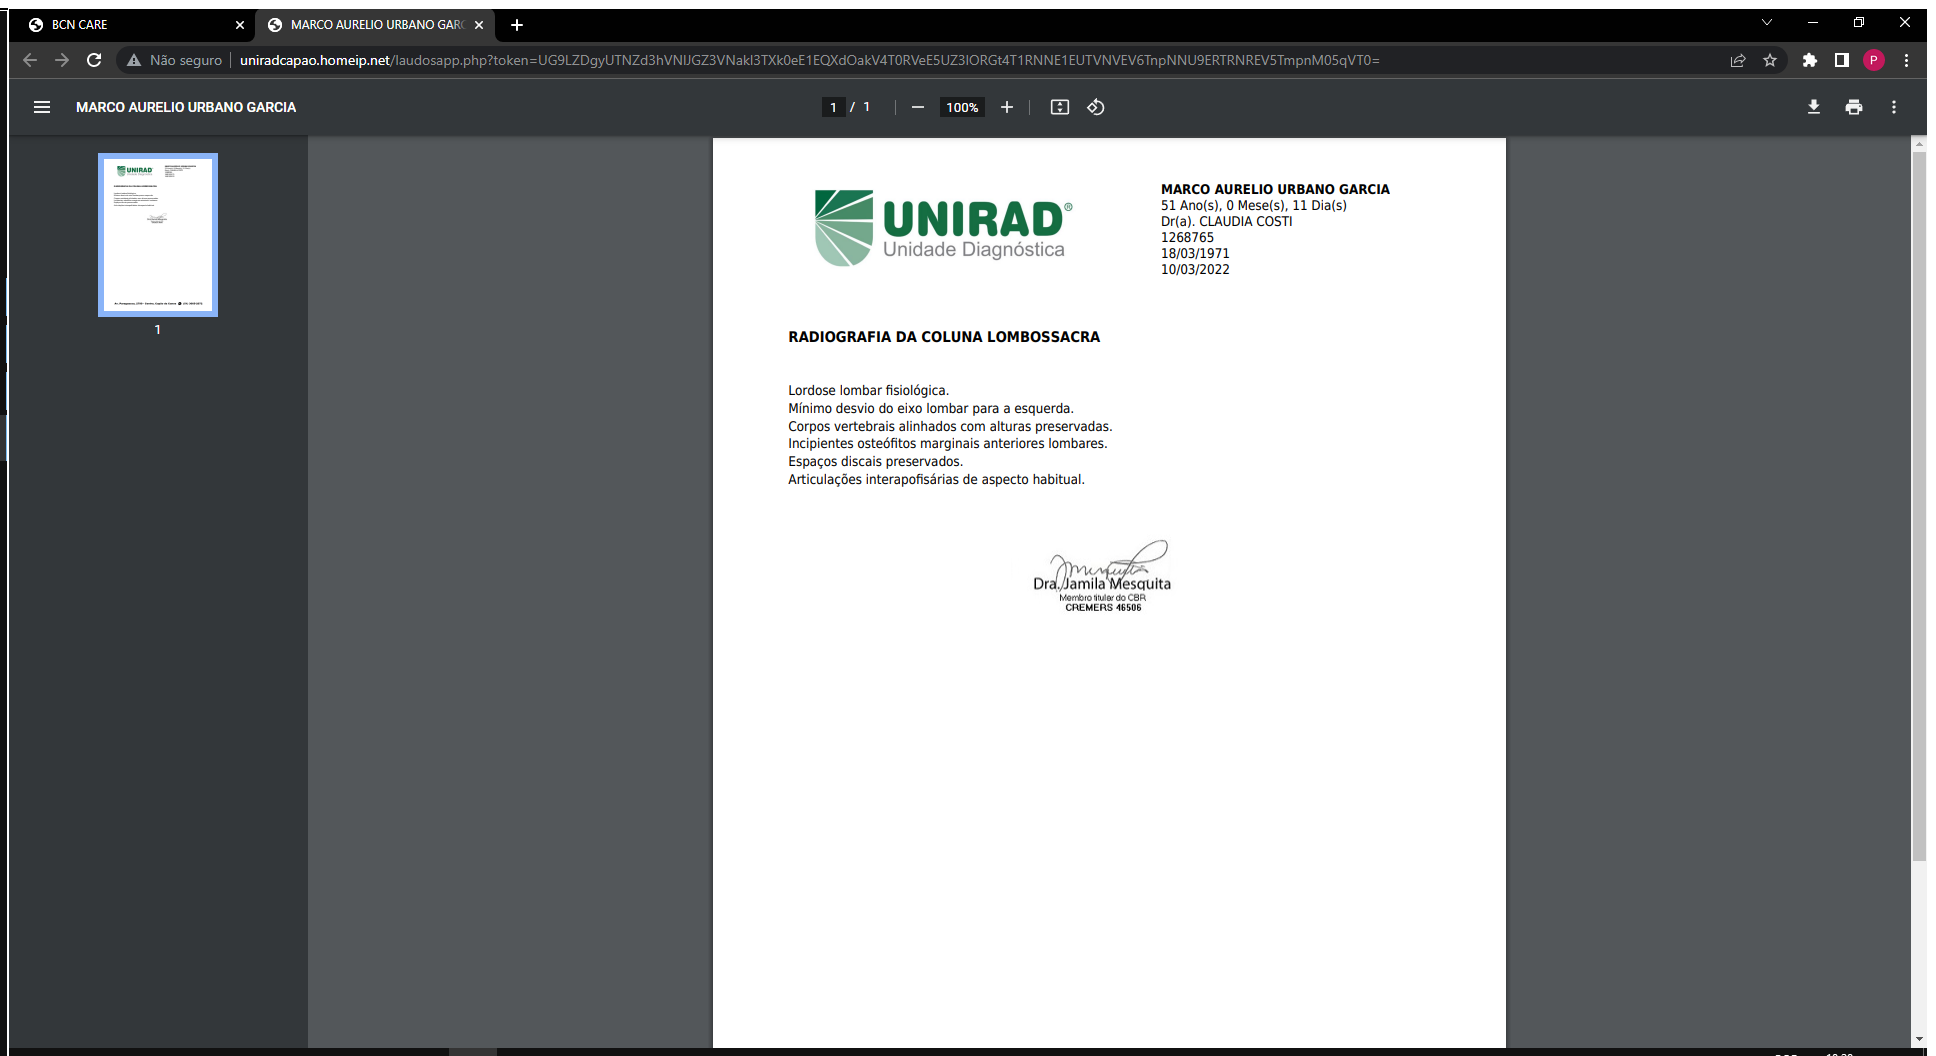 BCN CARE
MARCO AURELIO URBANO GARC
Não seguro
uniradcapao.homeip.net/laudosapp.php?token=UG9LZDgyUTNZd3hVNlJGZ3VNakl3TXk0eE1EQXdOakV4T0RVeE5UZ3lORGt4T1RNNE1EUTVNVEV6TnpNNU9ERTRNREV5TmpnM05qVT0=
P
MARCO AURELIO URBANO GARCIA
1 / 1
100%
1
UNIRAD®
Unidade Diagnóstica
MARCO AURELIO URBANO GARCIA
51 Ano(s), 0 Mese(s), 11 Dia(s)
Dr(a). CLAUDIA COSTI
1268765
18/03/1971
10/03/2022
RADIOGRAFIA DA COLUNA LOMBOSSACRA
Lordose lombar fisiológica.
Mínimo desvio do eixo lombar para a esquerda.
Corpos vertebrais alinhados com alturas preservadas.
Incipientes osteófitos marginais anteriores lombares.
Espaços discais preservados.
Articulações interapofisárias de aspecto habitual.
Dra. Jamila Mesquita
Membro titular do CBR
CREMERS 46506